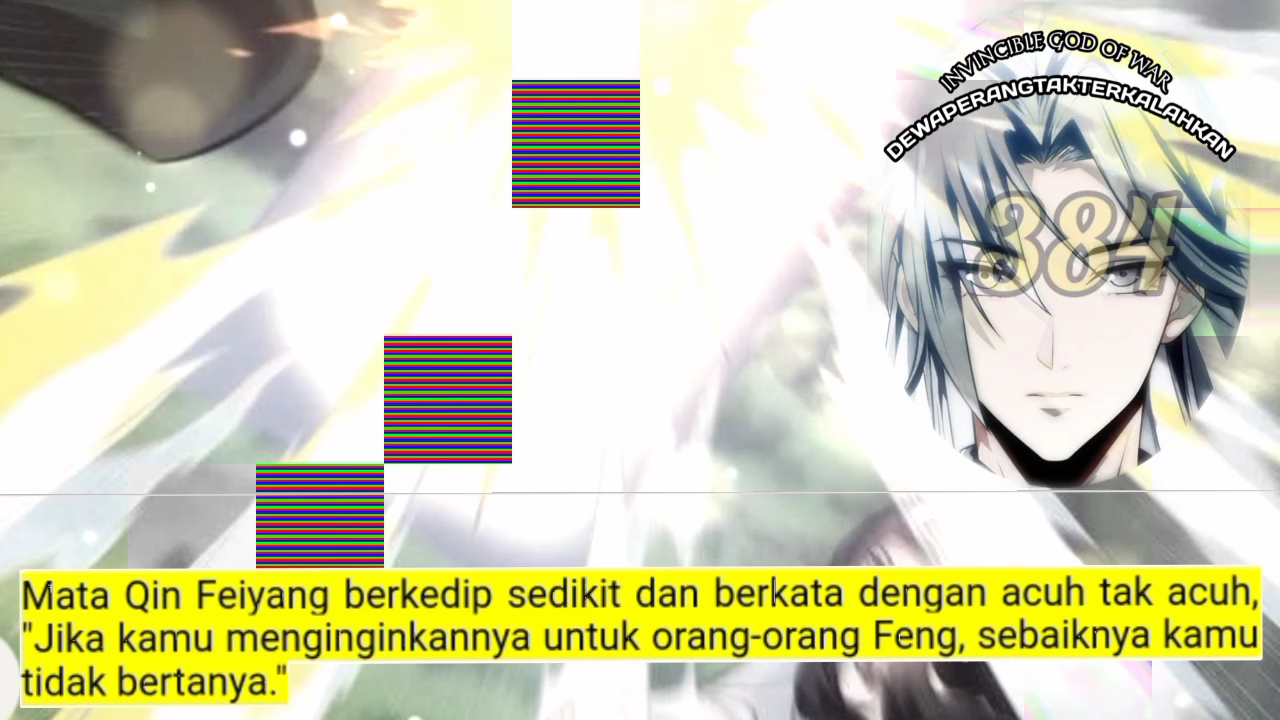 INVINCIBLE GOD OF WAR
DEWAPERANGTAKTERKALAHKAN
384
Mata Qin Feiyang berkedip sedikit dan berkata dengan acuh tak acuh,
"Jika kamu menginginkannya untuk orang-orang Feng, sebaiknya kamu
tidak bertanya."